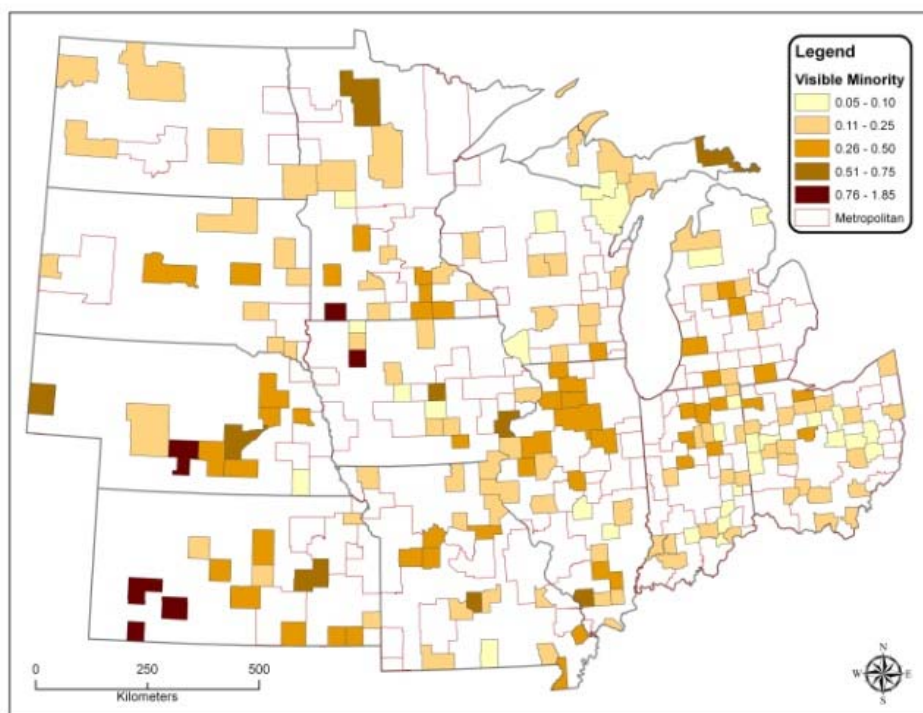 Legend
Visible Minority
0.05 - 0.10
0.11 - 0.25
0.26 - 0.50
0.51 - 0.75
0.76 - 1.85
Metropolitan
0 250 500
Kilometers
N
W E
S